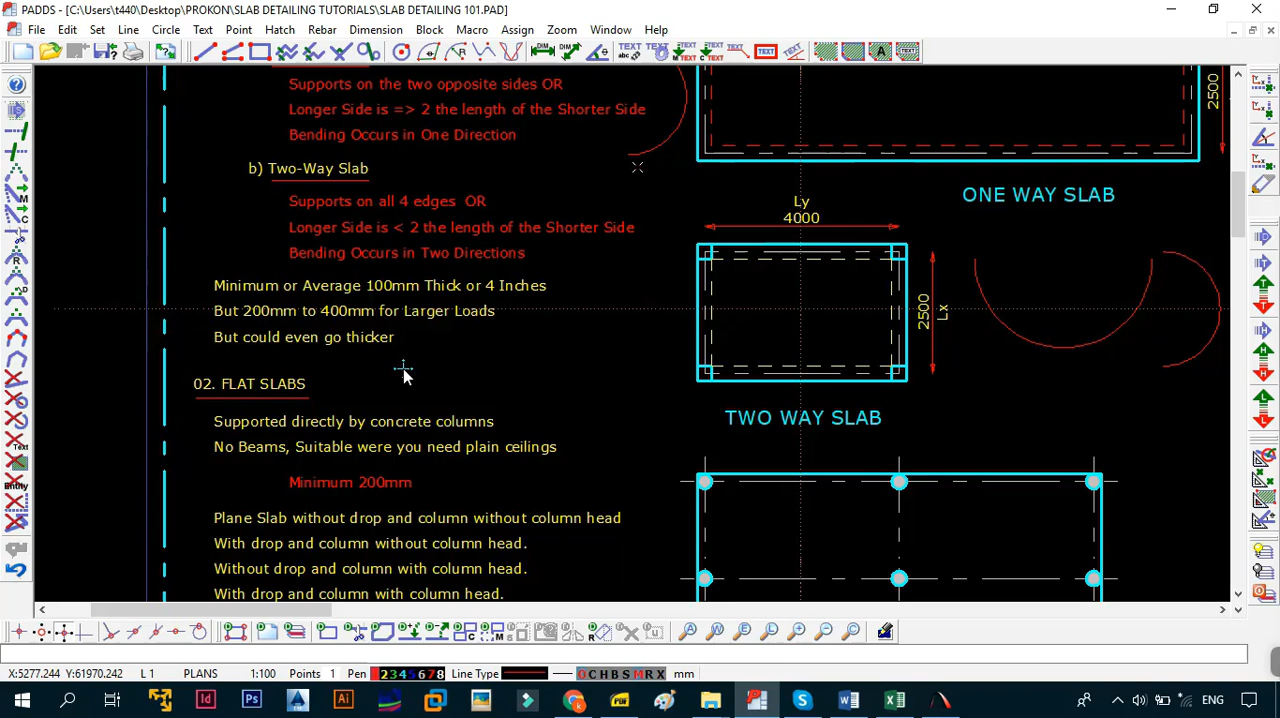 PADDS - [C:\Users\t440\Desktop\PROKON\SLAB DETAILING TUTORIALS\SLAB DETAILING 101.PAD]
File Edit Set Line Circle Text Point Hatch Rebar Dimension Block Macro Assign Zoom Window Help
Supports on the two opposite sides OR
Longer Side is => 2 the length of the Shorter Side
Bending Occurs in One Direction
b) Two-Way Slab
Supports on all 4 edges OR
Longer Side is < 2 the length of the Shorter Side
Bending Occurs in Two Directions
Minimum or Average 100mm Thick or 4 Inches
But 200mm to 400mm for Larger Loads
But could even go thicker
02. FLAT SLABS
Supported directly by concrete columns
No Beams, Suitable were you need plain ceilings
Minimum 200mm
Plane Slab without drop and column without column head
With drop and column without column head.
Without drop and column with column head.
With drop and column with column head.
2500
ONE WAY SLAB
Ly
4000
2500
Lx
TWO WAY SLAB
X:5277.244 Y:61970.242 L 1 PLANS 1:100 Points 1 Pen 1 2 3 4 5 6 7 8 Line Type O C H B S M R X mm
ENG